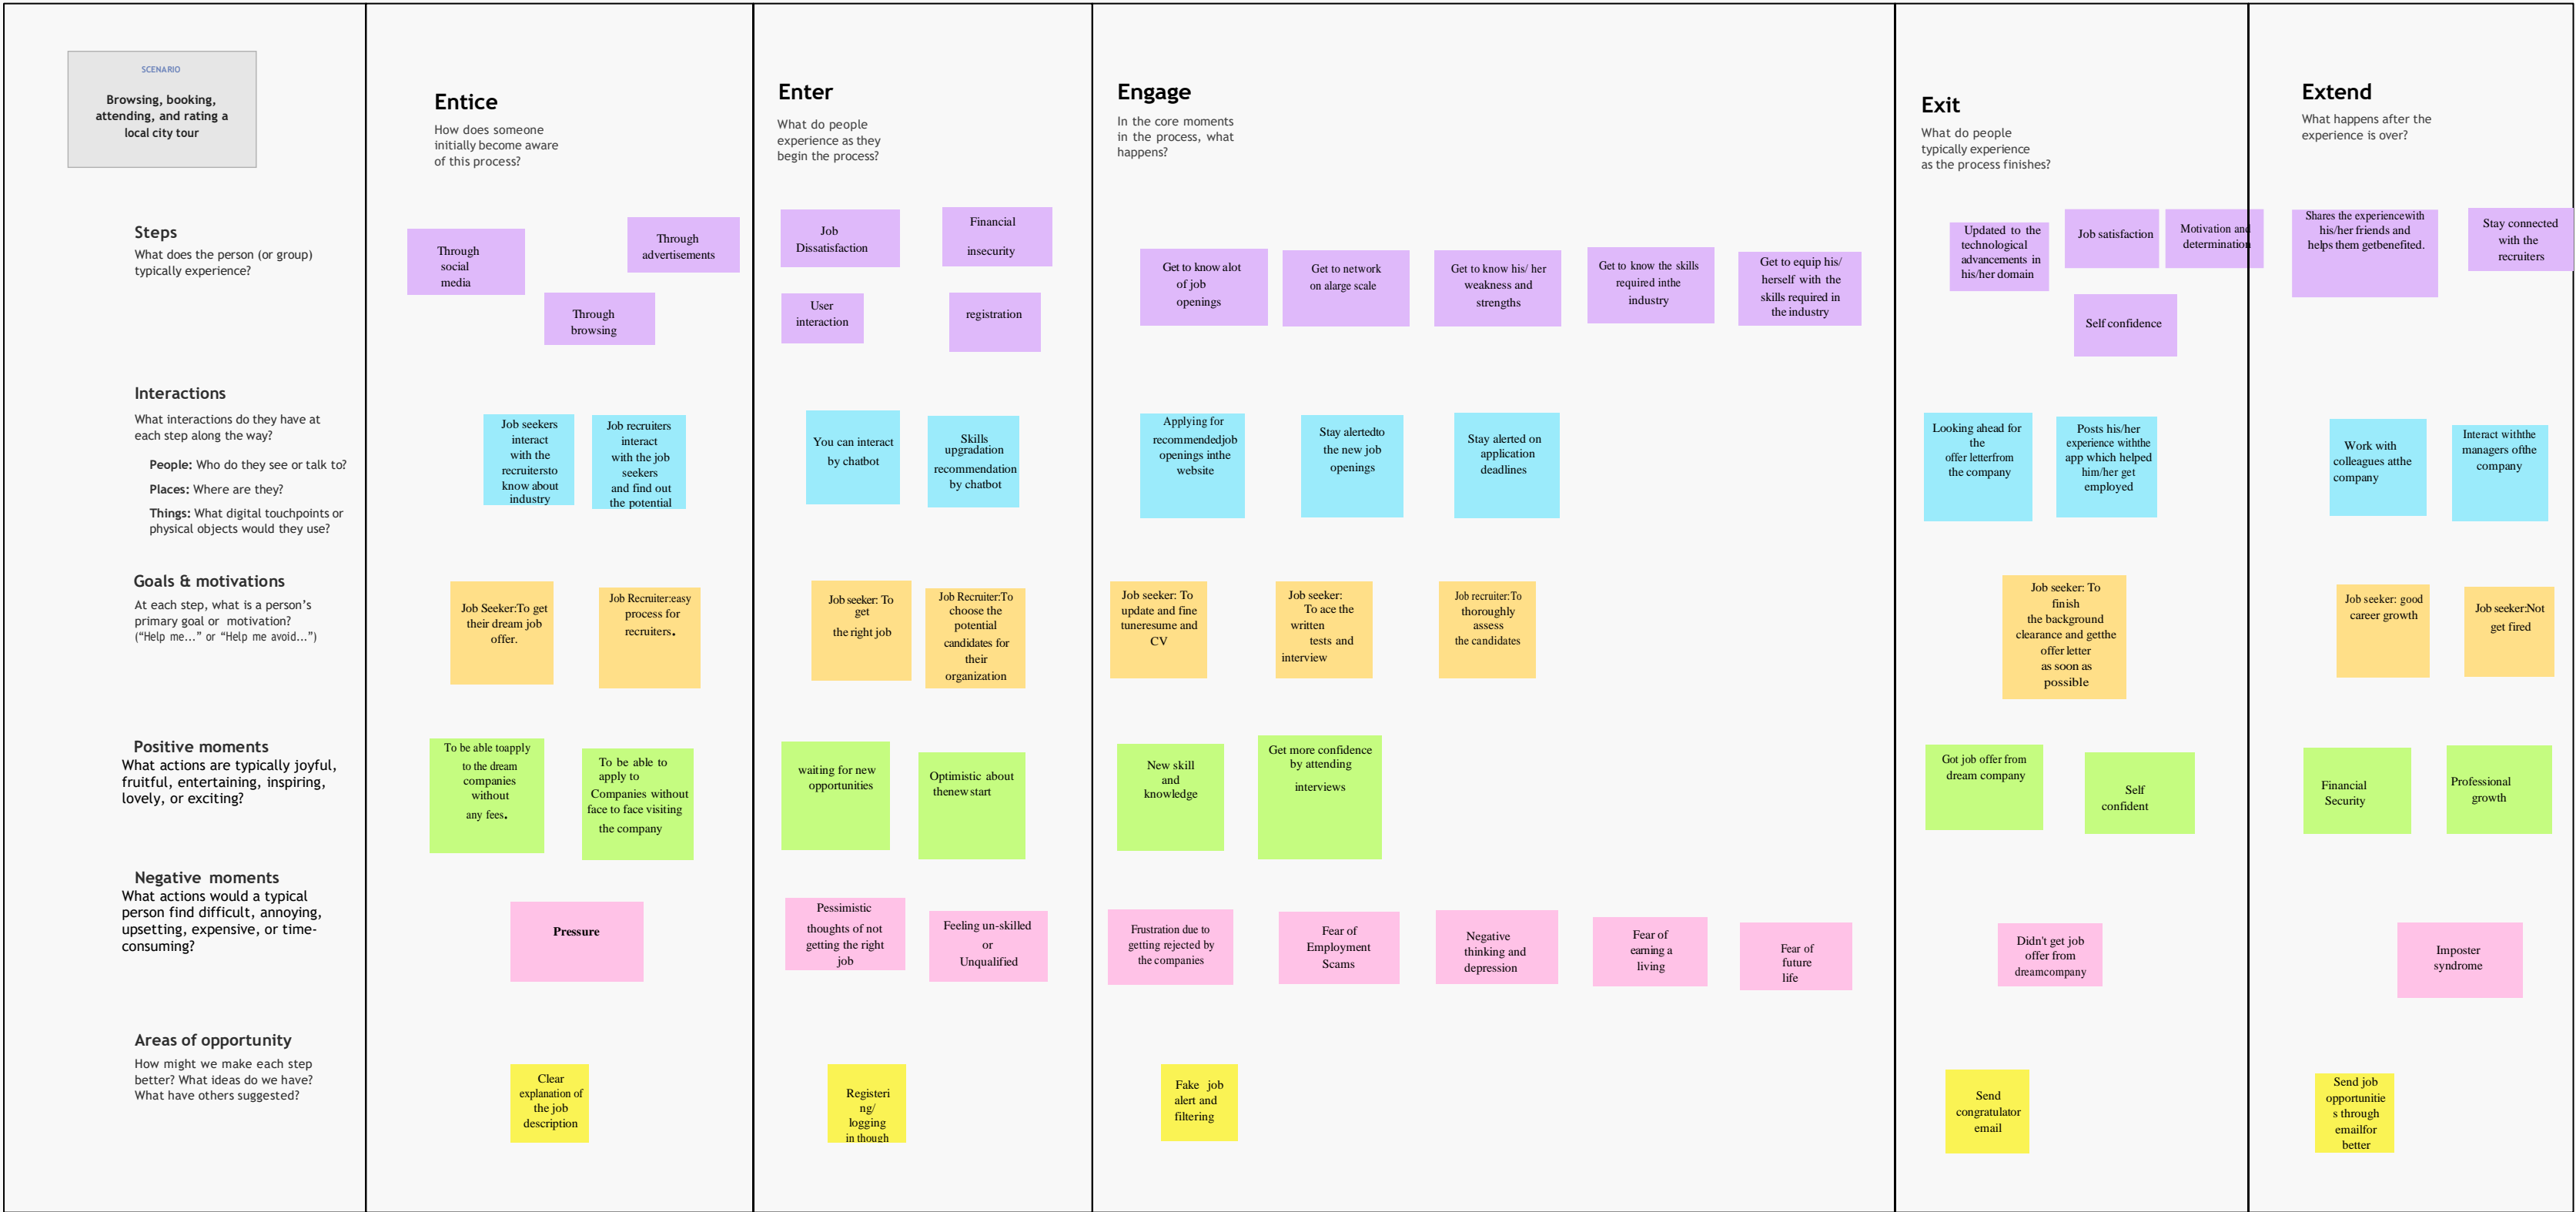 SCENARIO
Browsing, booking,
attending, and rating a
local city tour
Entice
How does someone
initially become aware
of this process?
Enter
What do people
experience as they
begin the process?
Engage
In the core moments
in the process, what
happens?
Exit
What do people
typically experience
as the process finishes?
Extend
What happens after the
experience is over?
Steps
What does the person (or group)
typically experience?
Through
social
media
Through
advertisements
Through
browsing
Job
Dissatisfaction
Financial
insecurity
User
interaction
registration
Get to know alot
of job
openings
Get to network
on alarge scale
Get to know his/ her
weakness and
strengths
Get to know the skills
required inthe
industry
Get to equip his/
herself with the
skills required in
the industry
Updated to the
technological
advancements in
his/her domain
Job satisfaction
Motivation and
determination
Self confidence
Shares the experiencewith
his/her friends and
helps them getbenefited.
Stay connected
with the
recruiters
Interactions
What interactions do they have at
each step along the way?
People: Who do they see or talk to?
Places: Where are they?
Things: What digital touchpoints or
physical objects would they use?
Job seekers
interact
with the
recruitersto
know about
industry
Job recruiters
interact
with the job
seekers
and find out
the potential
You can interact
by chatbot
Skills
upgradation
recommendation
by chatbot
Applying for
recommendedjob
openings inthe
website
Stay alertedto
the new job
openings
Stay alerted on
application
deadlines
Looking ahead for
the
offer letterfrom
the company
Posts his/her
experience withthe
app which helped
him/her get
employed
Work with
colleagues atthe
company
Interact withthe
managers ofthe
company
Goals & motivations
At each step, what is a person's
primary goal or motivation?
("Help me..." or "Help me avoid...")
Job Seeker:To get
their dream job
offer.
Job Recruiter:easy
process for
recruiters.
Job seeker: To
get
the right job
Job Recruiter:To
choose the
potential
candidates for
their
organization
Job seeker: To
update and fine
tuneresume and
CV
Job seeker:
To ace the
written
tests and
interview
Job recruiter:To
thoroughly
assess
the candidates
Job seeker: To
finish
the background
clearance and getthe
offer letter
as soon as
possible
Job seeker: good
career growth
Job seeker:Not
get fired
Positive moments
What actions are typically joyful,
fruitful, entertaining, inspiring,
lovely, or exciting?
To be able toapply
to the dream
companies
without
any fees.
To be able to
apply to
Companies without
face to face visiting
the company
waiting for new
opportunities
Optimistic about
thenew start
New skill
and
knowledge
Get more confidence
by attending
interviews
Got job offer from
dream company
Self
confident
Financial
Security
Professional
growth
Negative moments
What actions would a typical
person find difficult, annoying,
upsetting, expensive, or time-
consuming?
Pressure
Pessimistic
thoughts of not
getting the right
job
Feeling un-skilled
or
Unqualified
Frustration due to
getting rejected by
the companies
Fear of
Employment
Scams
Negative
thinking and
depression
Fear of
earning a
living
Fear of
future
life
Didn't get job
offer from
dreamcompany
Imposter
syndrome
Areas of opportunity
How might we make each step
better? What ideas do we have?
What have others suggested?
Clear
explanation of
the job
description
Registeri
ng/
logging
in though
Fake job
alert and
filtering
Send
congratulator
email
Send job
opportunitie
s through
emailfor
better